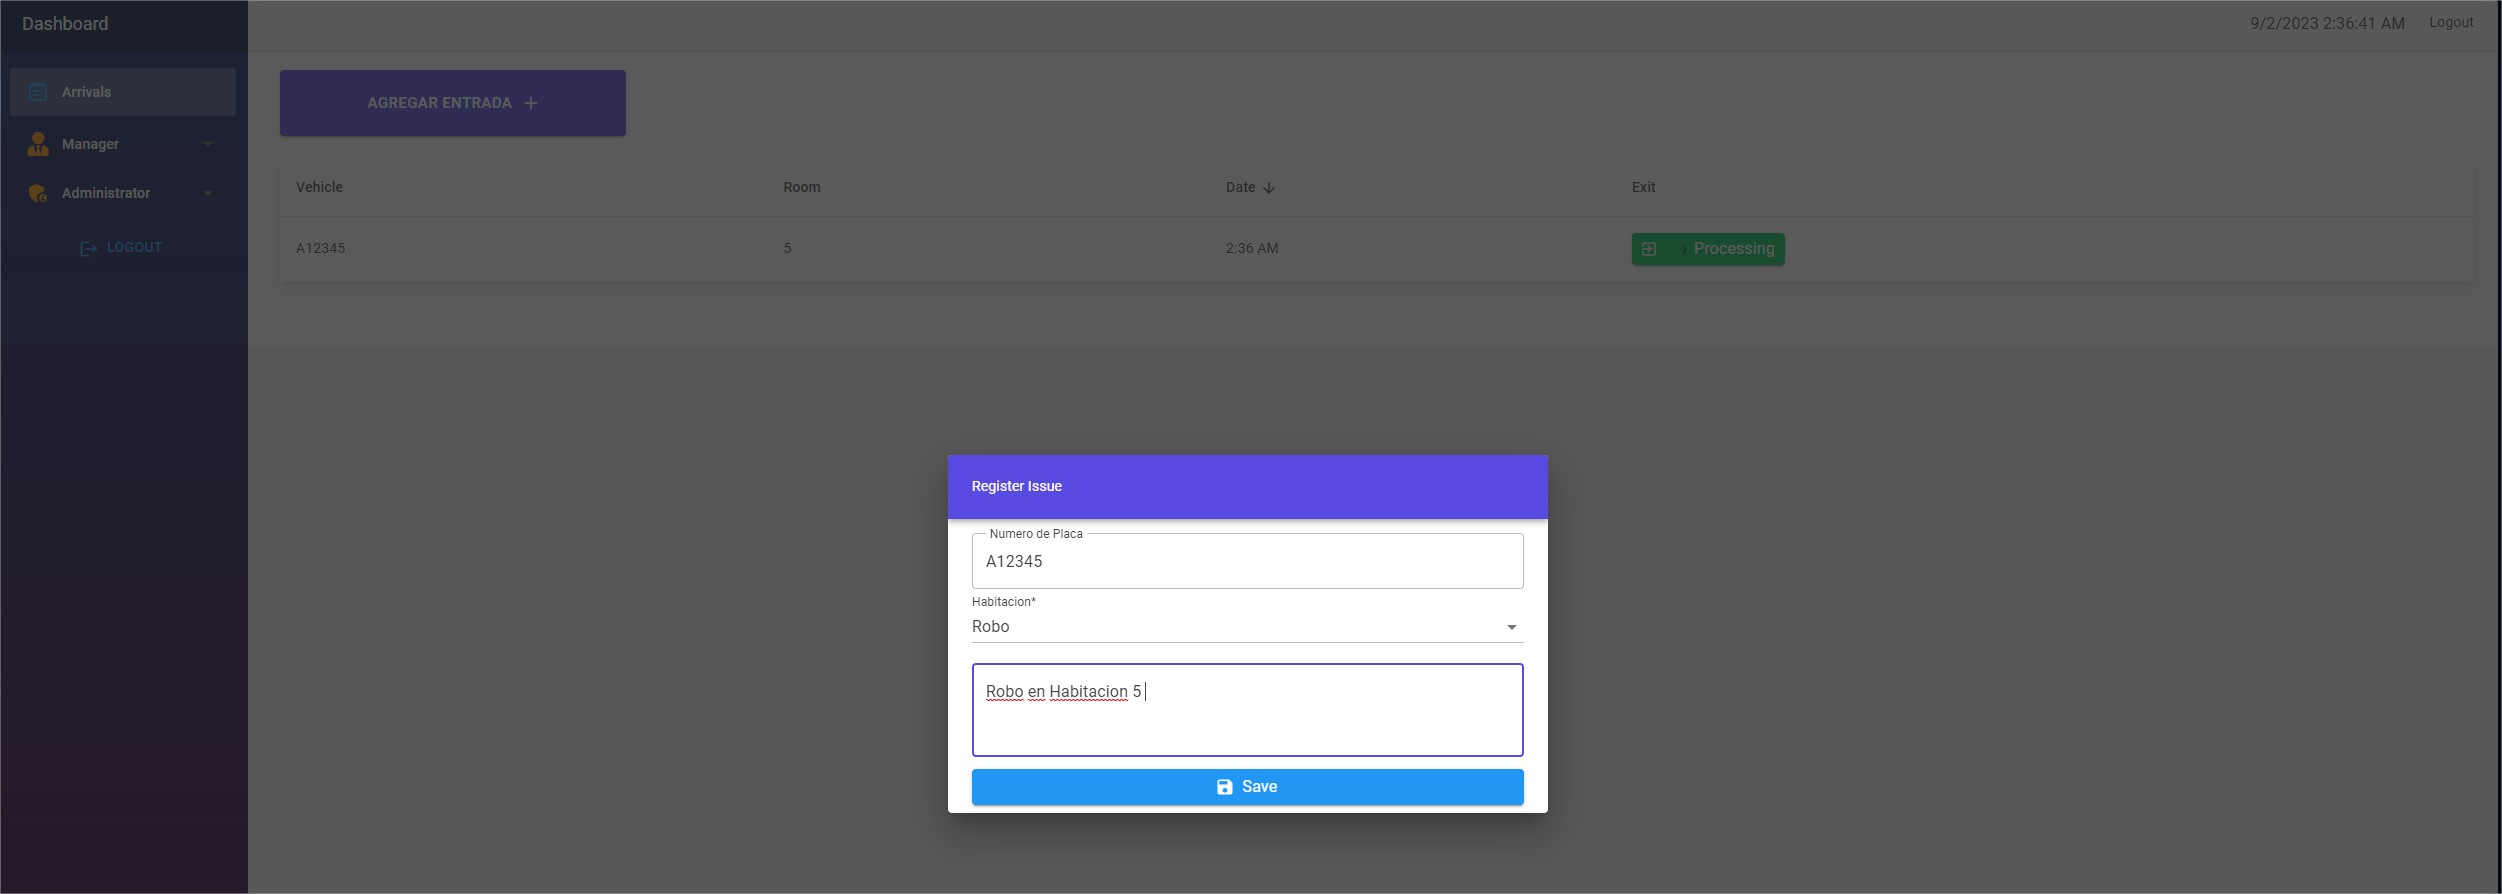 Dashboard
9/2/2023 2:36:41 AM Logout
Arrivals
Manager
Administrator
LOGOUT
AGREGAR ENTRADA
Vehicle Room Date Exit
A12345 5 2:36 AM Processing
Register Issue
Numero de Placa
A12345
Habitacion*
Robo
Robo en Habitacion 5
Save